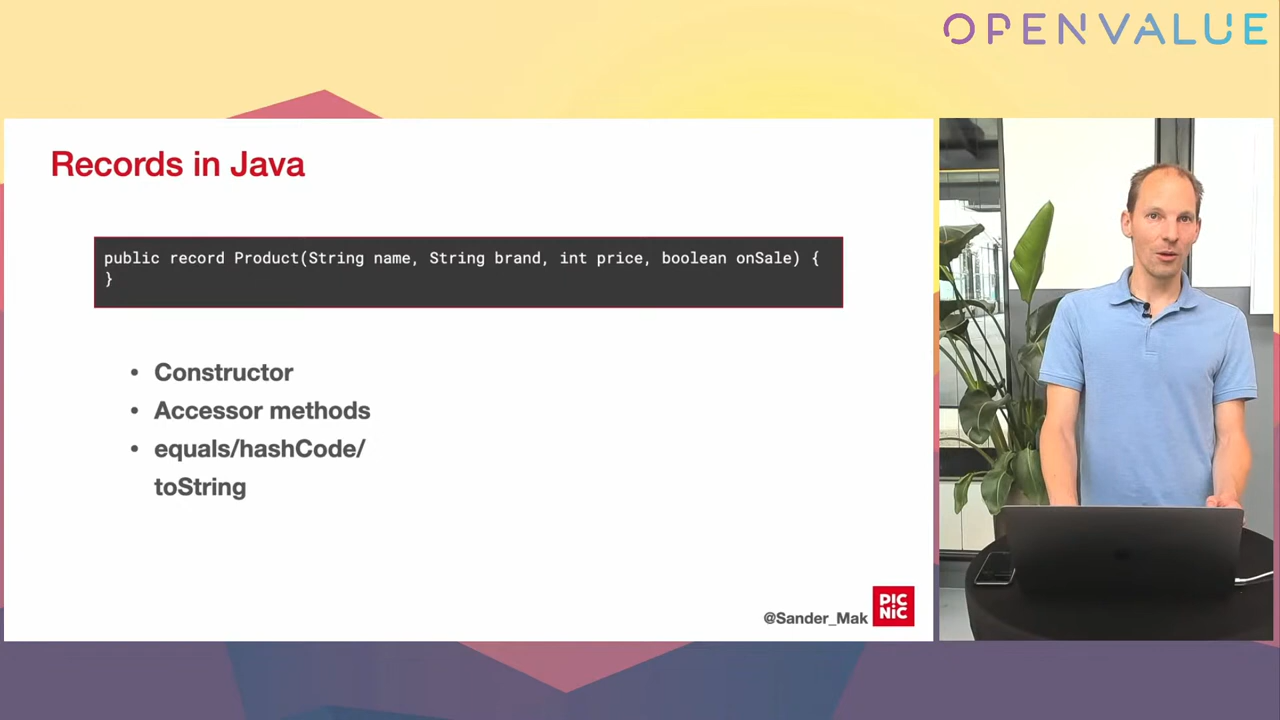 OPENVALUE
Records in Java
public record Product(String name, String brand, int price, boolean onSale) {
}
• Constructor
• Accessor methods
• equals/hashCode/
toString
@Sander_Mak
PIC
NIC